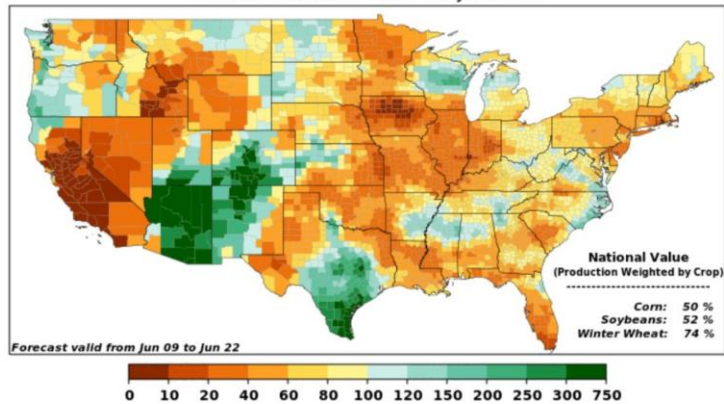 National Value
(Production Weighted by Crop)
----------------------------
Corn: 50 %
Soybeans: 52 %
Winter Wheat: 74 %
Forecast valid from Jun 09 to Jun 22
0 10 20 40 60 80 100 120 150 200 250 300 750